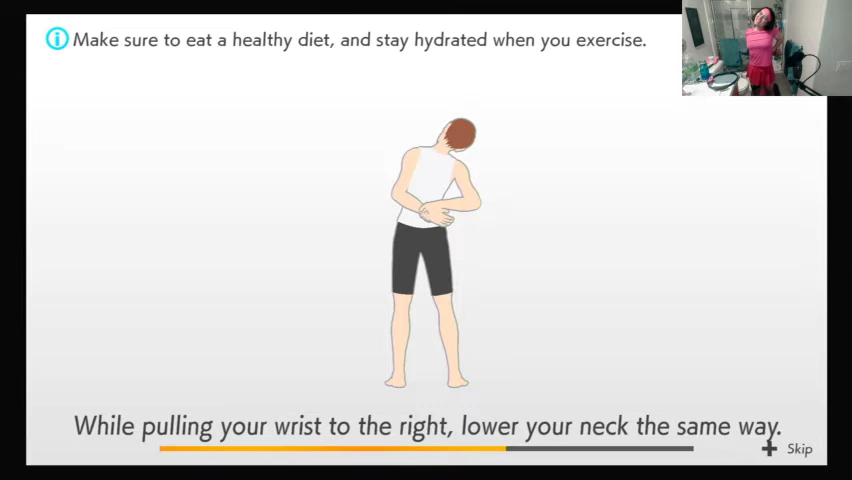 Make sure to eat a healthy diet, and stay hydrated when you exercise.
While pulling your wrist to the right, lower your neck the same way.
Skip